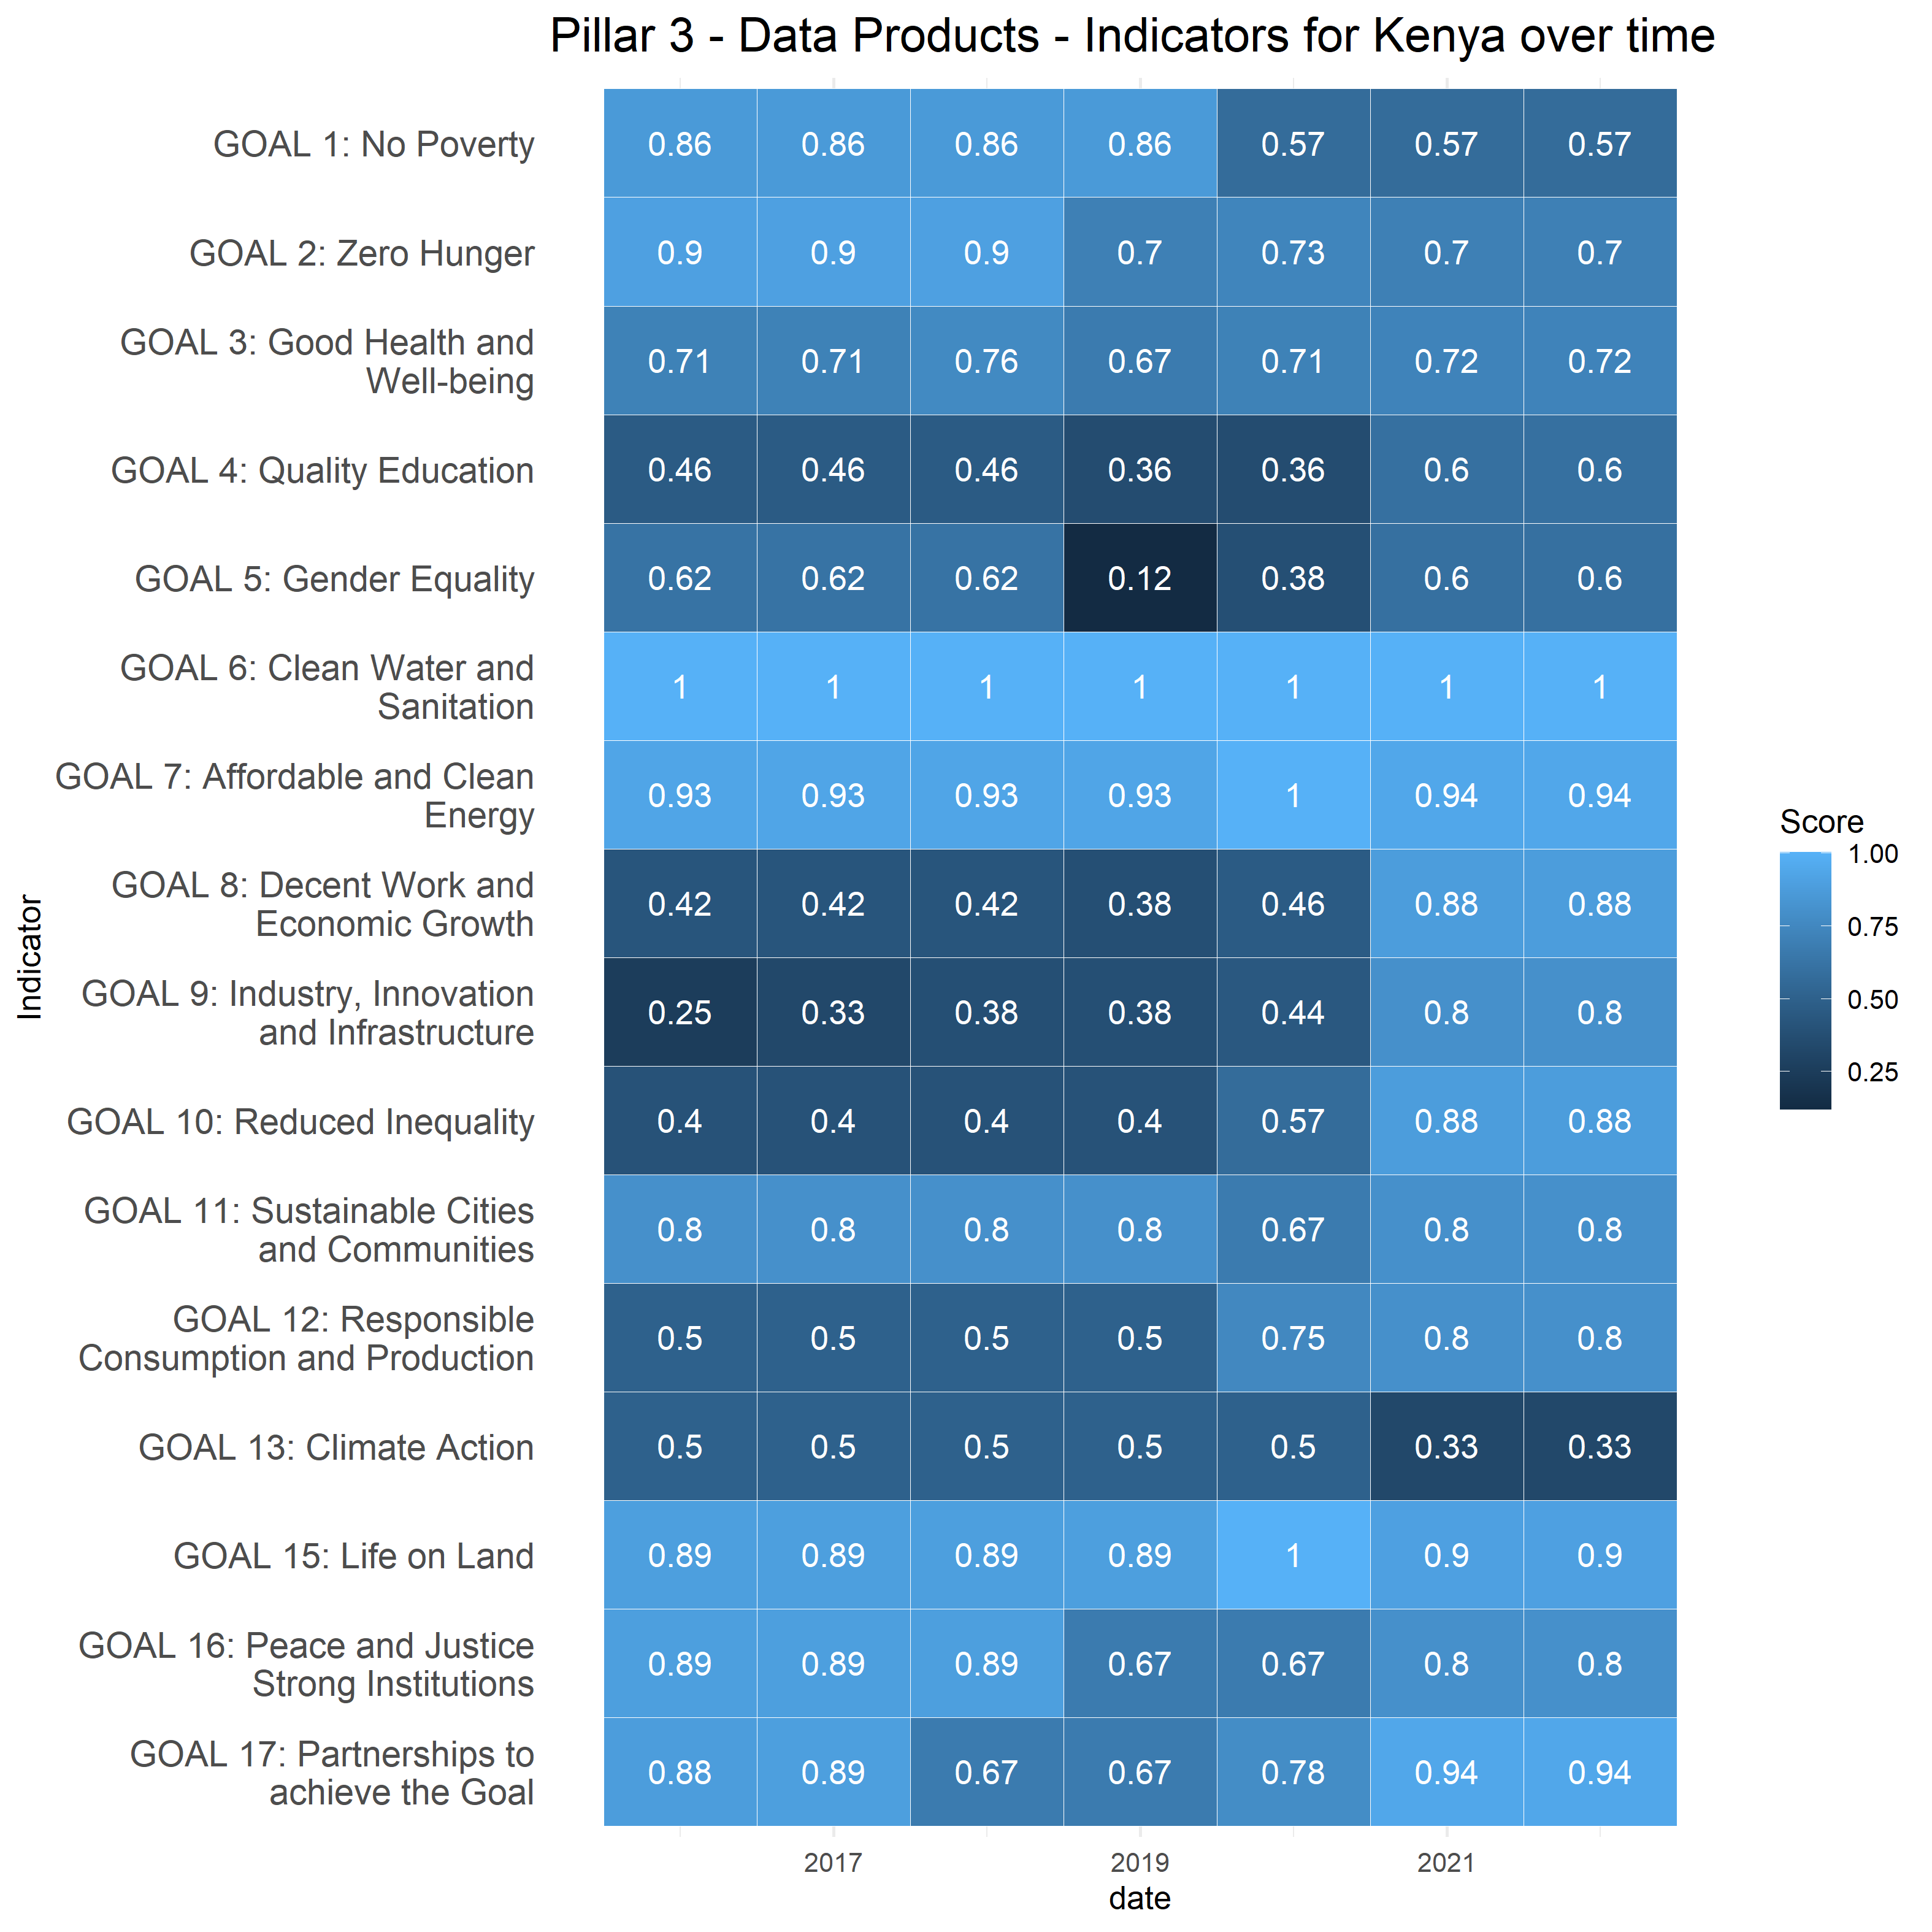 Pillar 3 - Data Products - Indicators for Kenya over time
GOAL 1: No Poverty
0.86 0.86 0.86 0.86 0.57 0.57 0.57
GOAL 2: Zero Hunger
0.9 0.9 0.9 0.7 0.73 0.7 0.7
GOAL 3: Good Health and
Well-being
0.71 0.71 0.76 0.67 0.71 0.72 0.72
GOAL 4: Quality Education
0.46 0.46 0.46 0.36 0.36 0.6 0.6
GOAL 5: Gender Equality
0.62 0.62 0.62 0.12 0.38 0.6 0.6
GOAL 6: Clean Water and
Sanitation
1 1 1 1 1 1 1
GOAL 7: Affordable and Clean
Energy
0.93 0.93 0.93 0.93 1 0.94 0.94
GOAL 8: Decent Work and
Economic Growth
0.42 0.42 0.42 0.38 0.46 0.88 0.88
GOAL 9: Industry, Innovation
and Infrastructure
0.25 0.33 0.38 0.38 0.44 0.8 0.8
GOAL 10: Reduced Inequality
0.4 0.4 0.4 0.4 0.57 0.88 0.88
GOAL 11: Sustainable Cities
and Communities
0.8 0.8 0.8 0.8 0.67 0.8 0.8
GOAL 12: Responsible
Consumption and Production
0.5 0.5 0.5 0.5 0.75 0.8 0.8
GOAL 13: Climate Action
0.5 0.5 0.5 0.5 0.5 0.33 0.33
GOAL 15: Life on Land
0.89 0.89 0.89 0.89 1 0.9 0.9
GOAL 16: Peace and Justice
Strong Institutions
0.89 0.89 0.89 0.67 0.67 0.8 0.8
GOAL 17: Partnerships to
achieve the Goal
0.88 0.89 0.67 0.67 0.78 0.94 0.94
2017 2019 2021
date
Indicator
Score
1.00
0.75
0.50
0.25